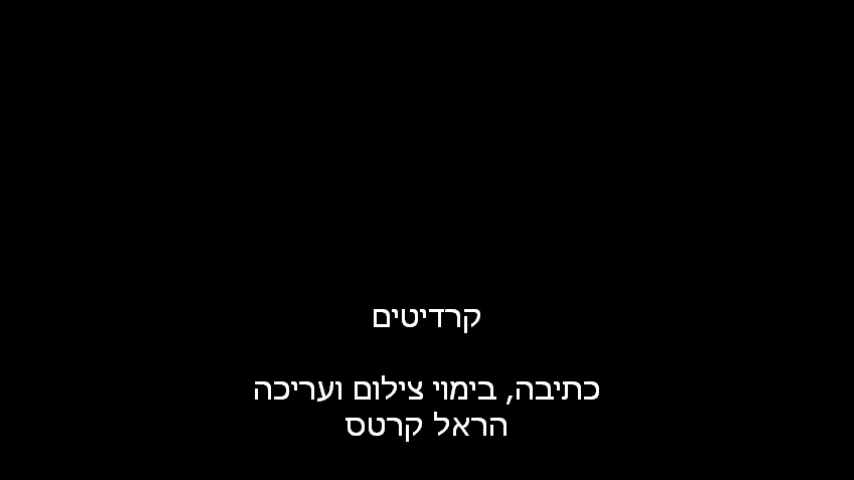 קרדיטים
כתיבה, בימוי צילום ועריכה
הראל קרטס